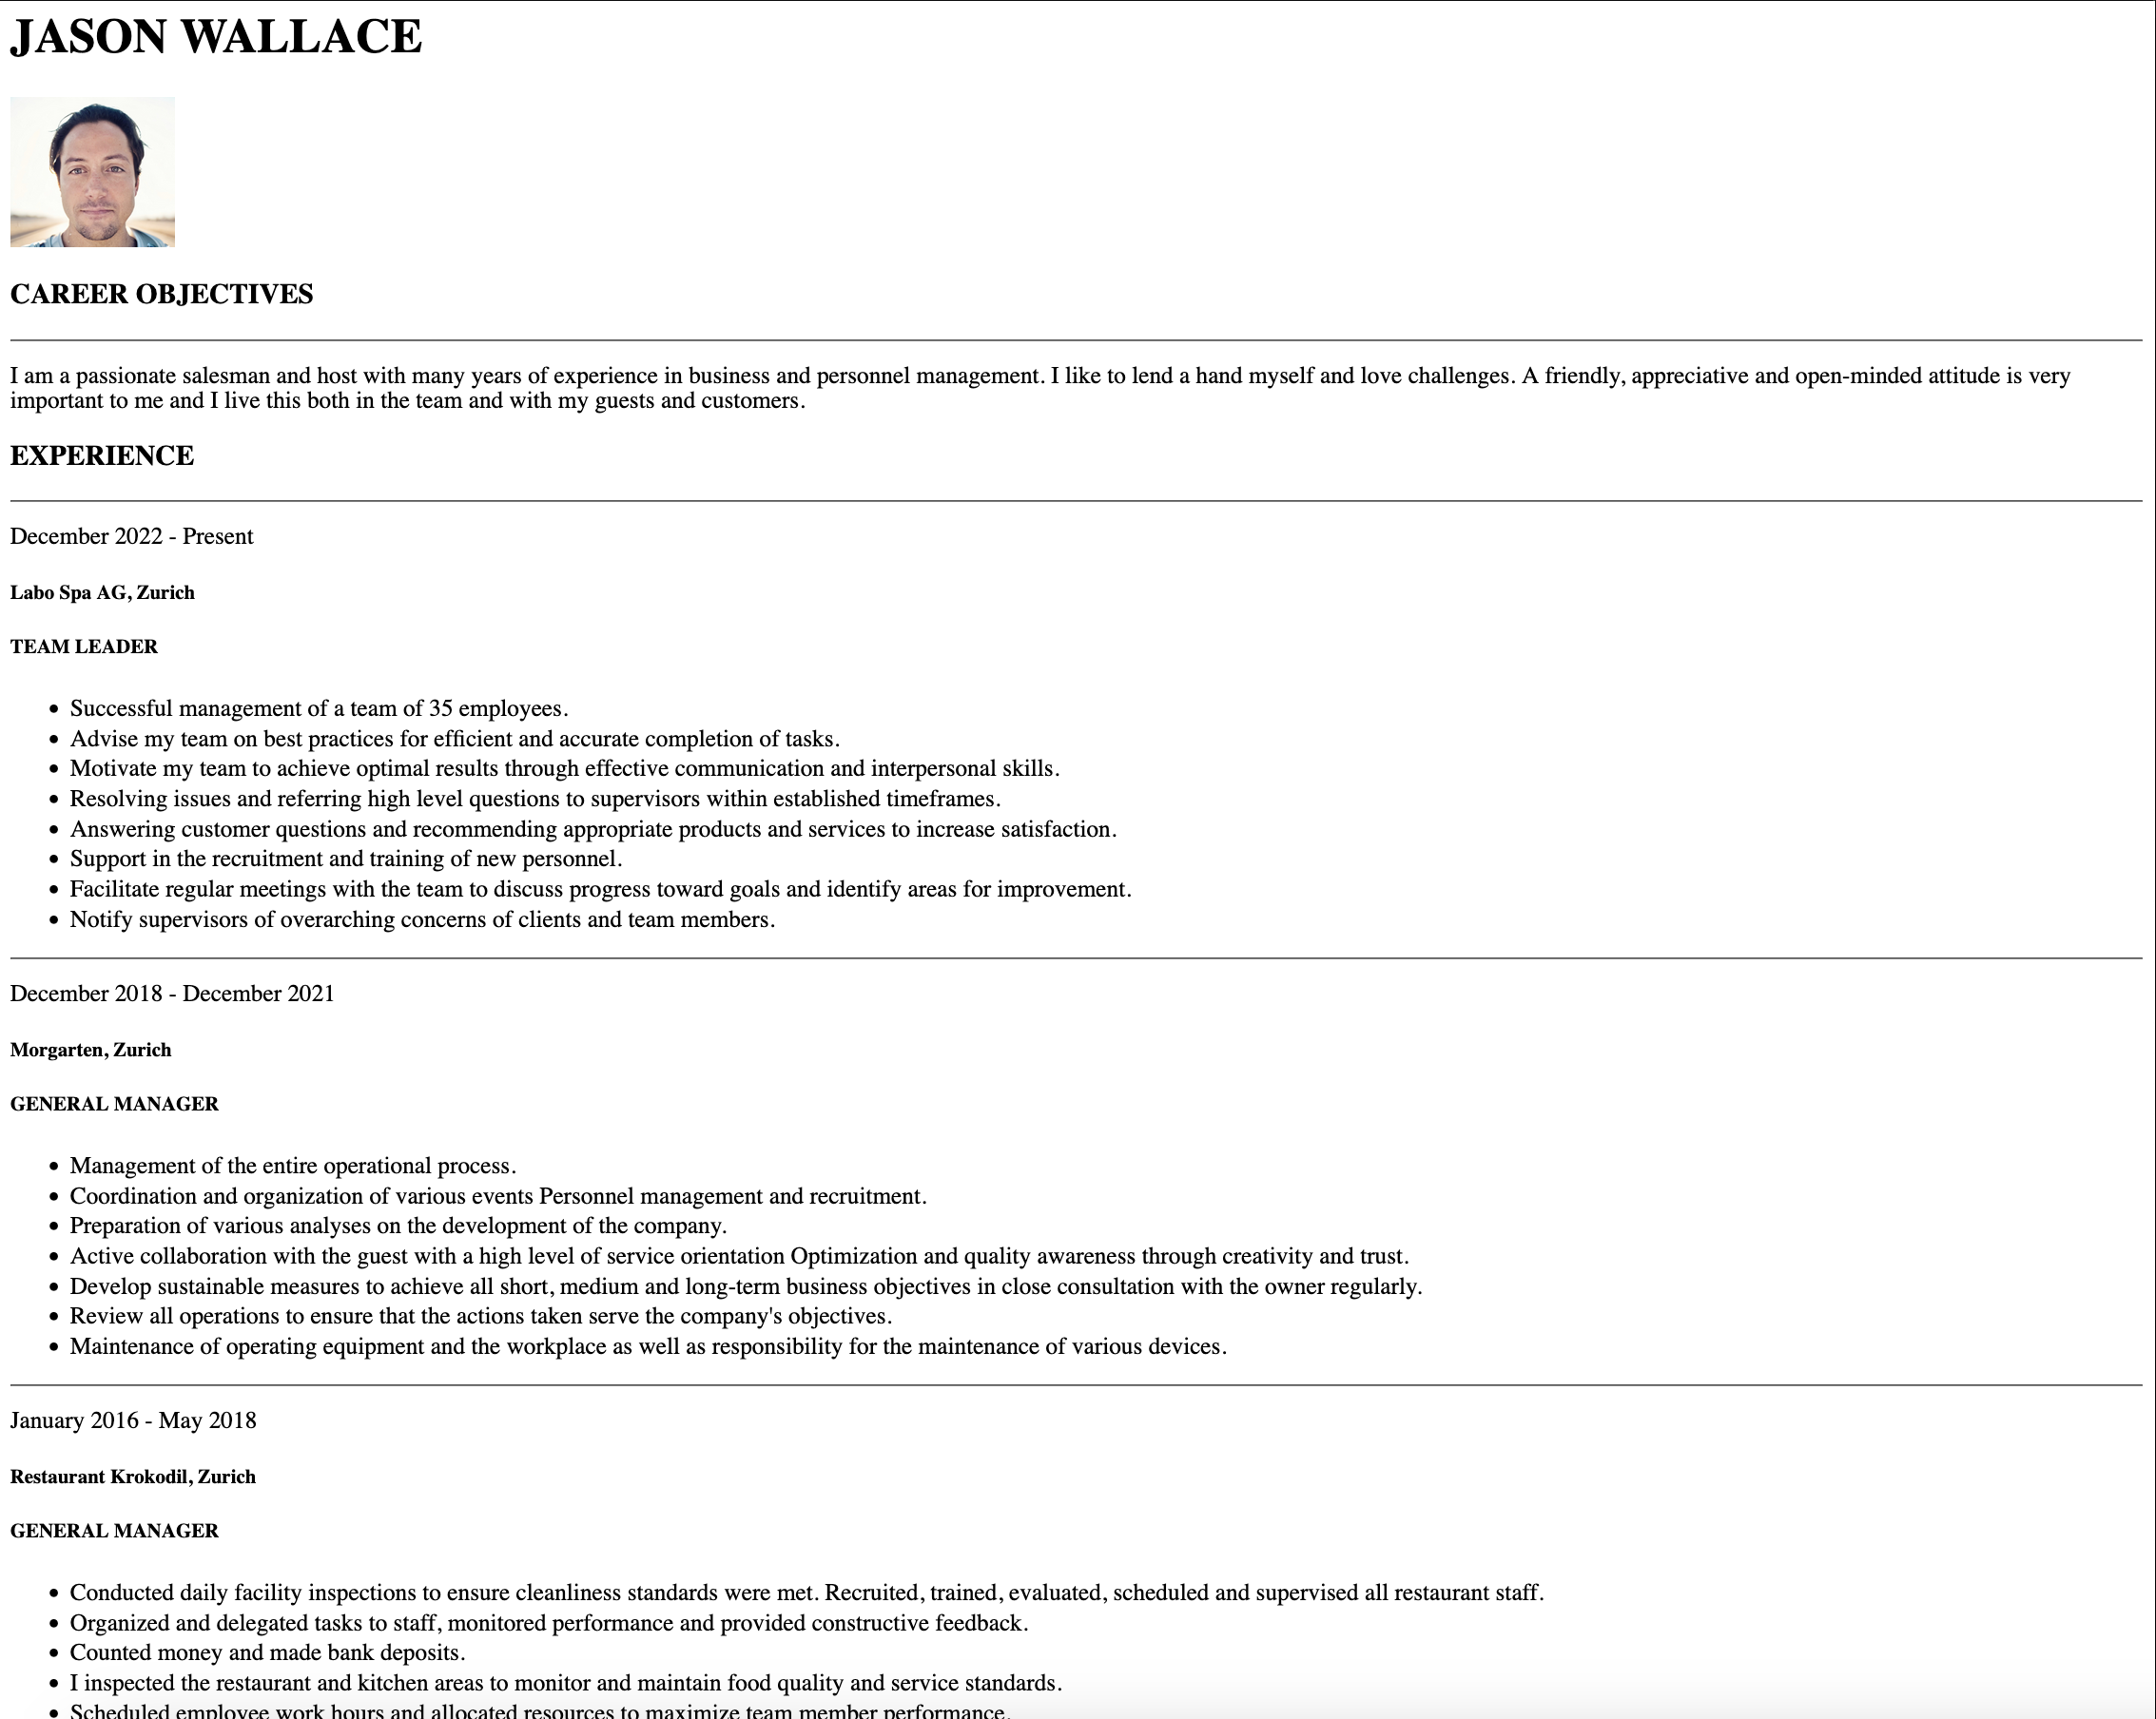 JASON WALLACE
CAREER OBJECTIVES
I am a passionate salesman and host with many years of experience in business and personnel management. I like to lend a hand myself and love challenges. A friendly, appreciative and open-minded attitude is very
important to me and I live this both in the team and with my guests and customers.
EXPERIENCE
December 2022 - Present
Labo Spa AG, Zurich
TEAM LEADER
• Successful management of a team of 35 employees.
• Advise my team on best practices for efficient and accurate completion of tasks.
• Motivate my team to achieve optimal results through effective communication and interpersonal skills.
• Resolving issues and referring high level questions to supervisors within established timeframes.
• Answering customer questions and recommending appropriate products and services to increase satisfaction.
• Support in the recruitment and training of new personnel.
• Facilitate regular meetings with the team to discuss progress toward goals and identify areas for improvement.
• Notify supervisors of overarching concerns of clients and team members.
December 2018 - December 2021
Morgarten, Zurich
GENERAL MANAGER
• Management of the entire operational process.
• Coordination and organization of various events Personnel management and recruitment.
• Preparation of various analyses on the development of the company.
• Active collaboration with the guest with a high level of service orientation Optimization and quality awareness through creativity and trust.
• Develop sustainable measures to achieve all short, medium and long-term business objectives in close consultation with the owner regularly.
• Review all operations to ensure that the actions taken serve the company's objectives.
• Maintenance of operating equipment and the workplace as well as responsibility for the maintenance of various devices.
January 2016 - May 2018
Restaurant Krokodil, Zurich
GENERAL MANAGER
• Conducted daily facility inspections to ensure cleanliness standards were met. Recruited, trained, evaluated, scheduled and supervised all restaurant staff.
• Organized and delegated tasks to staff, monitored performance and provided constructive feedback.
• Counted money and made bank deposits.
• I inspected the restaurant and kitchen areas to monitor and maintain food quality and service standards.
• Scheduled employee work hours and allocated resources to maximize team member performance.